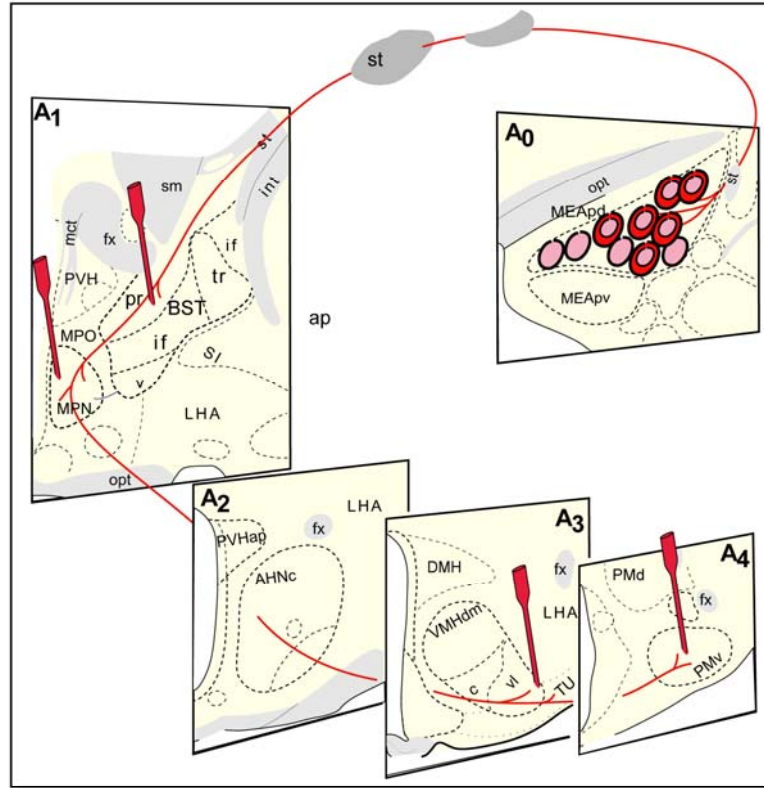 st
A1
st
sm
int
mct
fx
if
PVH
tr
pr
BST
MPO
if
SI
v
MPN
LHA
opt
ap
A0
opt
st
MEApd
MEApv
A2
LHA
fx
PVHap
AHNc
A3
DMH
fx
VMHdm
LHA
c
vl
TU
A4
PMd
fx
PMv